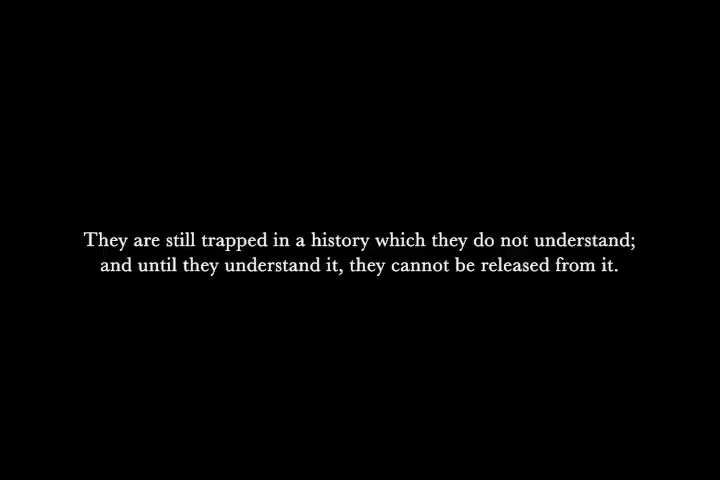 They are still trapped in a history which they do not understand;
and until they understand it, they cannot be released from it.